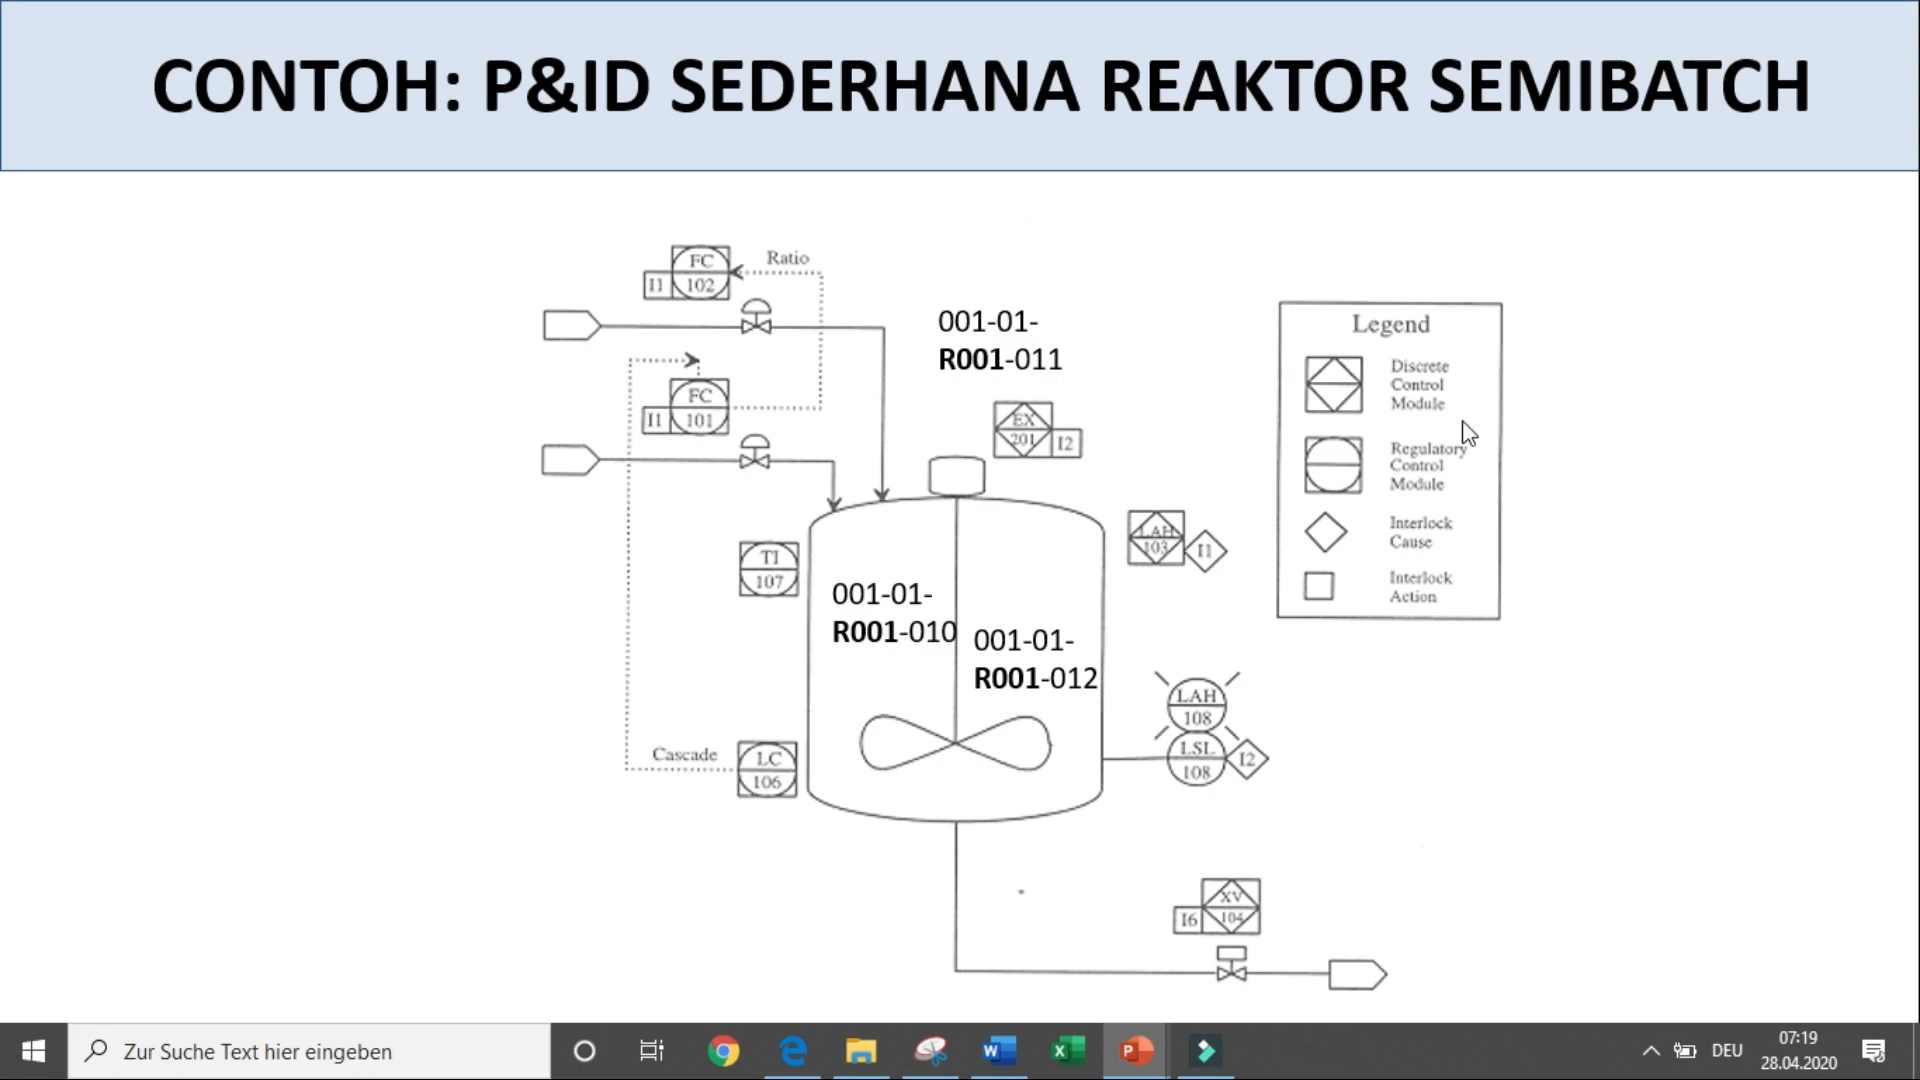 CONTOH: P&ID SEDERHANA REAKTOR SEMIBATCH
FC
102
I1
Ratio
001-01-
R001-011
FC
101
I1
EX
201
I2
LAH
103
I1
TI
107
001-01-
R001-010
001-01-
R001-012
LAH
108
LSL
108
I2
Cascade
LC
106
XV
104
I6
Legend
Discrete
Control
Module
Regulatory
Control
Module
Interlock
Cause
Interlock
Action
Zur Suche Text hier eingeben
DEU
07:19
28.04.2020